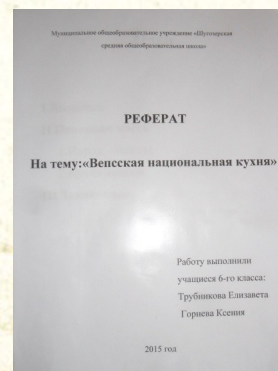 Муниципальное общеобразовательное учреждение «Шугозерская
средняя общеобразовательная школа»
РЕФЕРАТ
На тему:«Вепсская национальная кухня»
Работу выполнили
учащиеся 6-го класса:
Трубникова Елизавета
Горнева Ксения
2015 год